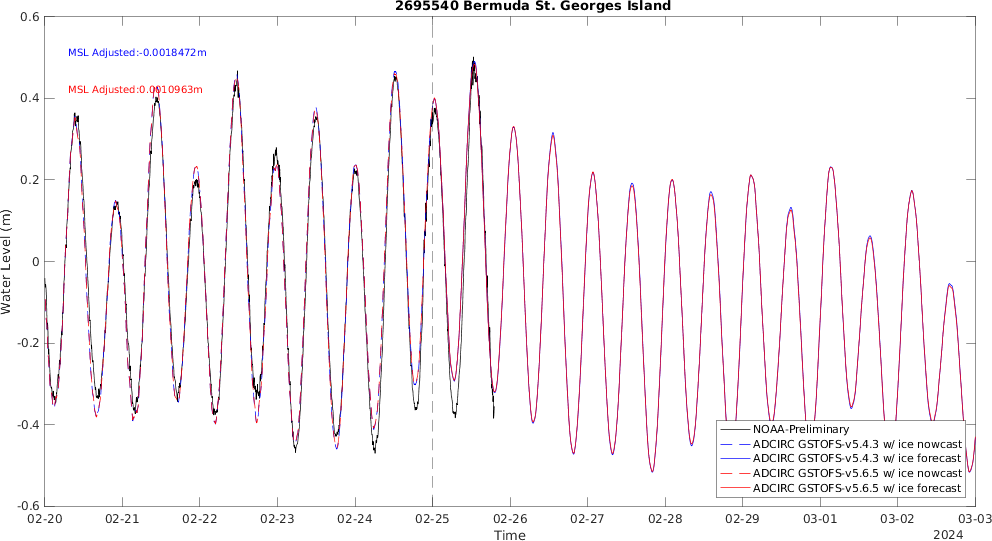 2695540 Bermuda St. Georges Island
MSL Adjusted:-0.0018472m
MSL Adjusted:0.0010963m
Water Level (m)
0.6
0.4
0.2
0
-0.2
-0.4
-0.6
NOAA-Preliminary
ADCIRC GSTOFS-v5.4.3 w/ ice nowcast
ADCIRC GSTOFS-v5.4.3 w/ ice forecast
ADCIRC GSTOFS-v5.6.5 w/ ice nowcast
ADCIRC GSTOFS-v5.6.5 w/ ice forecast
02-20 02-21 02-22 02-23 02-24 02-25 02-26 02-27 02-28 02-29 03-01 03-02 03-03
Time
2024